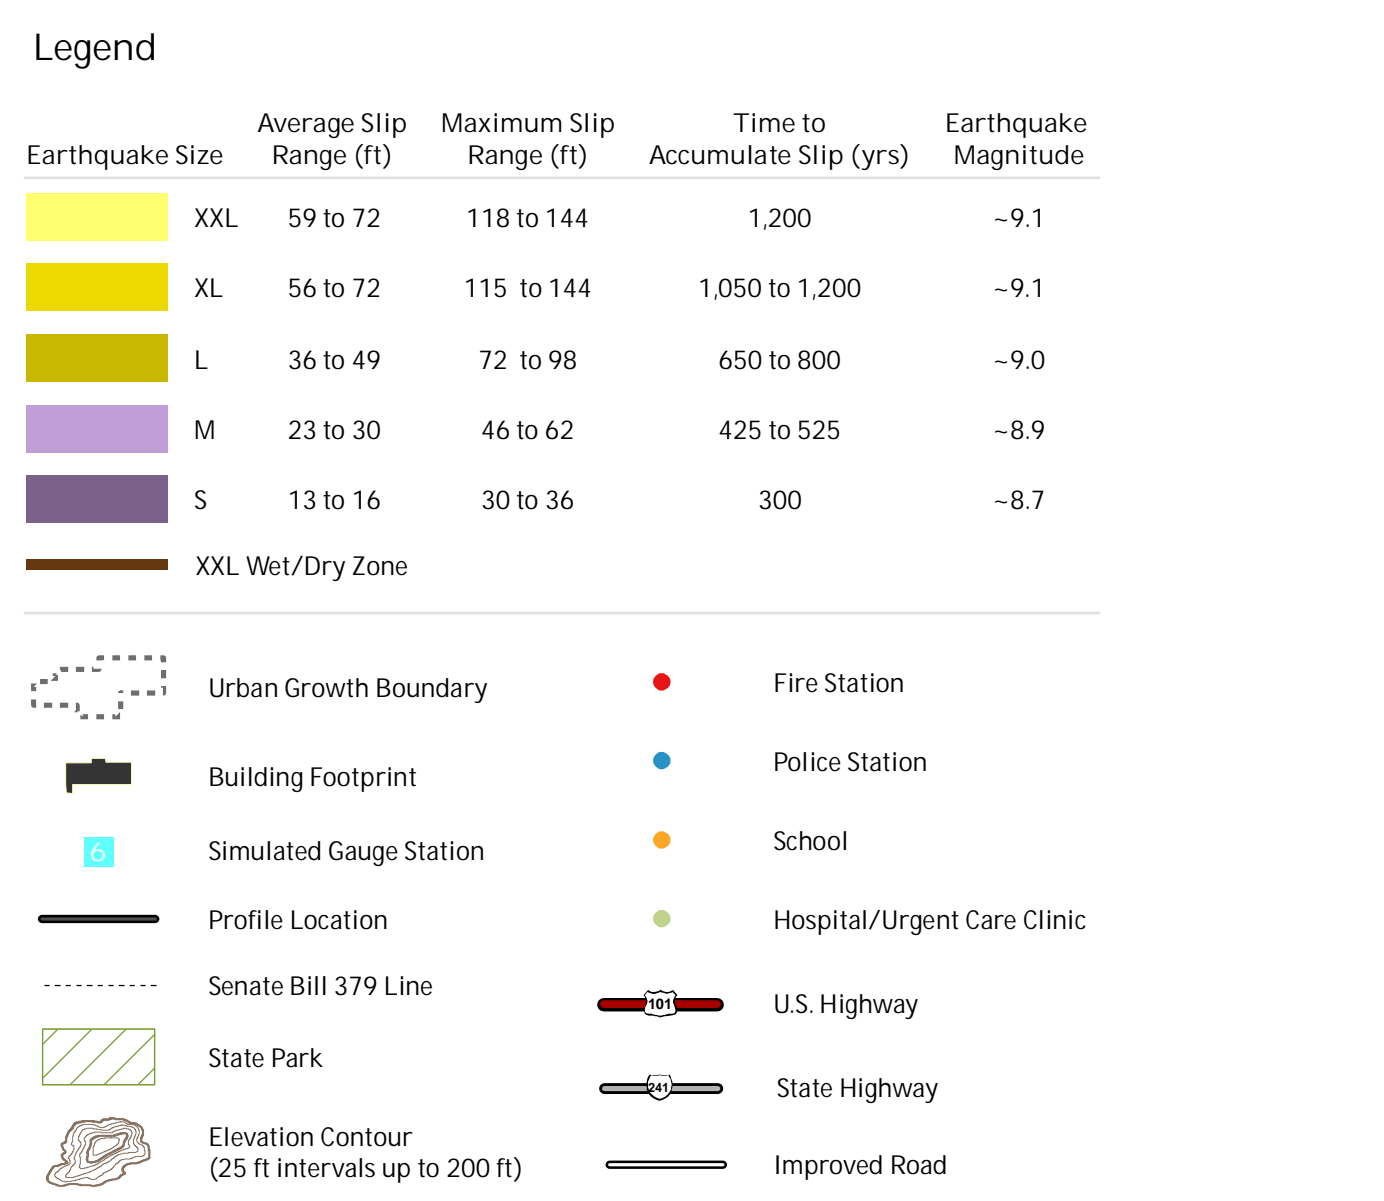 Legend
Earthquake Size
Average Slip
Range (ft)
Maximum Slip
Range (ft)
Time to
Accumulate Slip (yrs)
Earthquake
Magnitude
XXL 59 to 72 118 to 144 1,200 ~9.1
XL 56 to 72 115 to 144 1,050 to 1,200 ~9.1
L 36 to 49 72 to 98 650 to 800 ~9.0
M 23 to 30 46 to 62 425 to 525 ~8.9
S 13 to 16 30 to 36 300 ~8.7
XXL Wet/Dry Zone
Urban Growth Boundary
Building Footprint
6 Simulated Gauge Station
Profile Location
Senate Bill 379 Line
State Park
Elevation Contour
(25 ft intervals up to 200 ft)
Fire Station
Police Station
School
Hospital/Urgent Care Clinic
101 U.S. Highway
241 State Highway
Improved Road